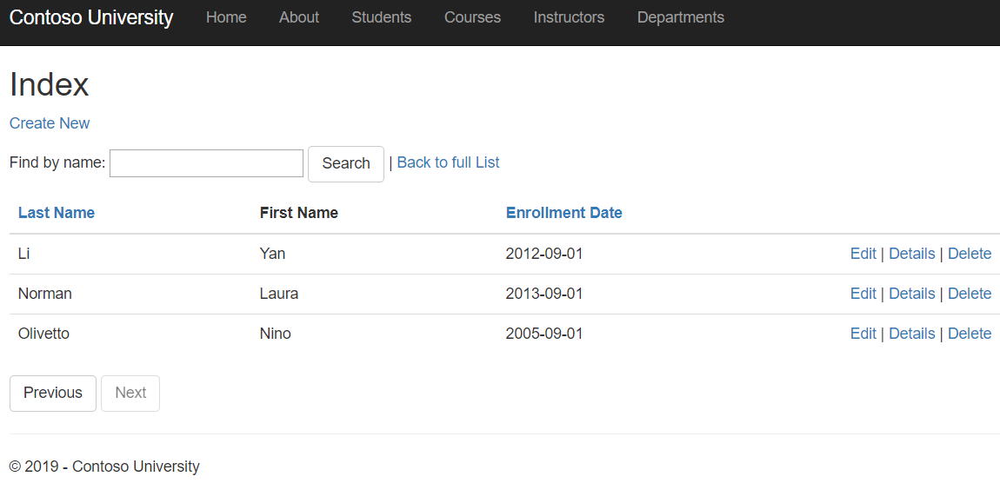 Contoso University Home About Students Courses Instructors Departments
Index
Create New
Find by name: Search | Back to full List
Last Name First Name Enrollment Date
Li Yan 2012-09-01 Edit | Details | Delete
Norman Laura 2013-09-01 Edit | Details | Delete
Olivetto Nino 2005-09-01 Edit | Details | Delete
Previous Next
© 2019 - Contoso University